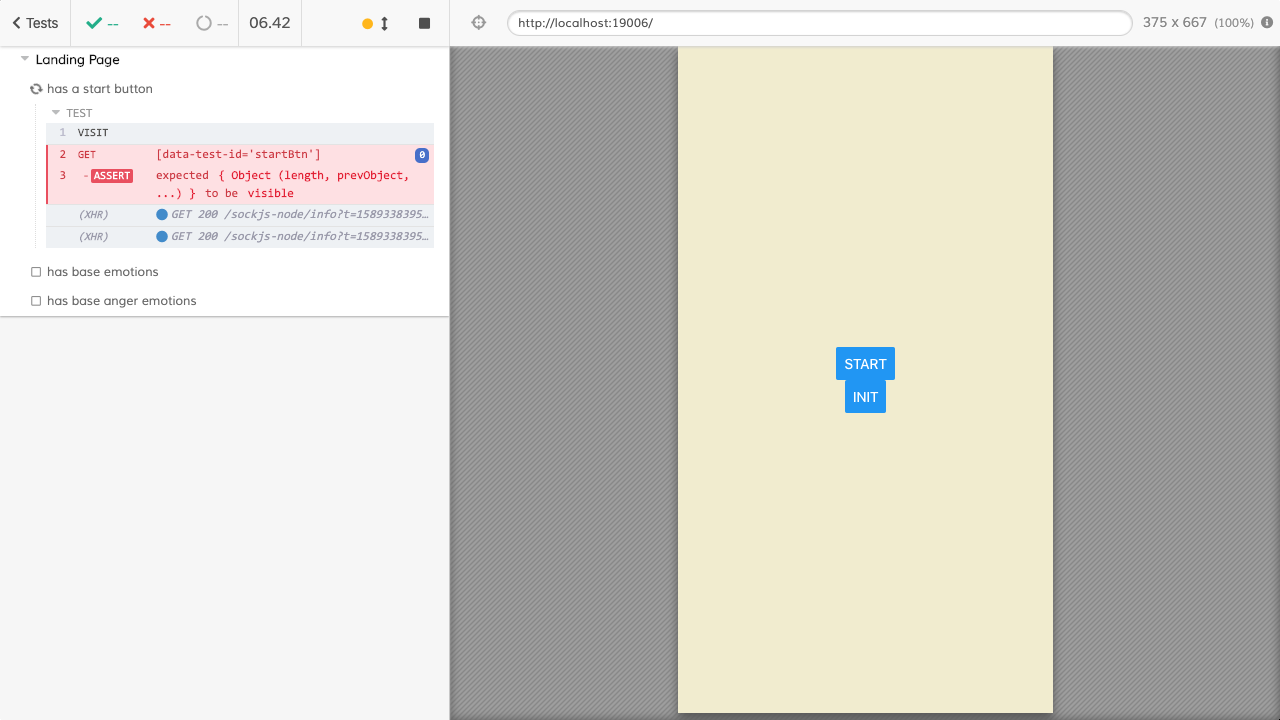 Tests -- -- -- 06.42
http://localhost:19006/ 375 x 667 (100%)
Landing Page
has a start button
TEST
1 VISIT
2 GET [data-test-id='startBtn'] 0
3 - ASSERT expected { Object (length, prevObject,
...) } to be visible
(XHR) GET 200 /sockjs-node/info?t=1589338395…
(XHR) GET 200 /sockjs-node/info?t=1589338395…
has base emotions
has base anger emotions
START
INIT